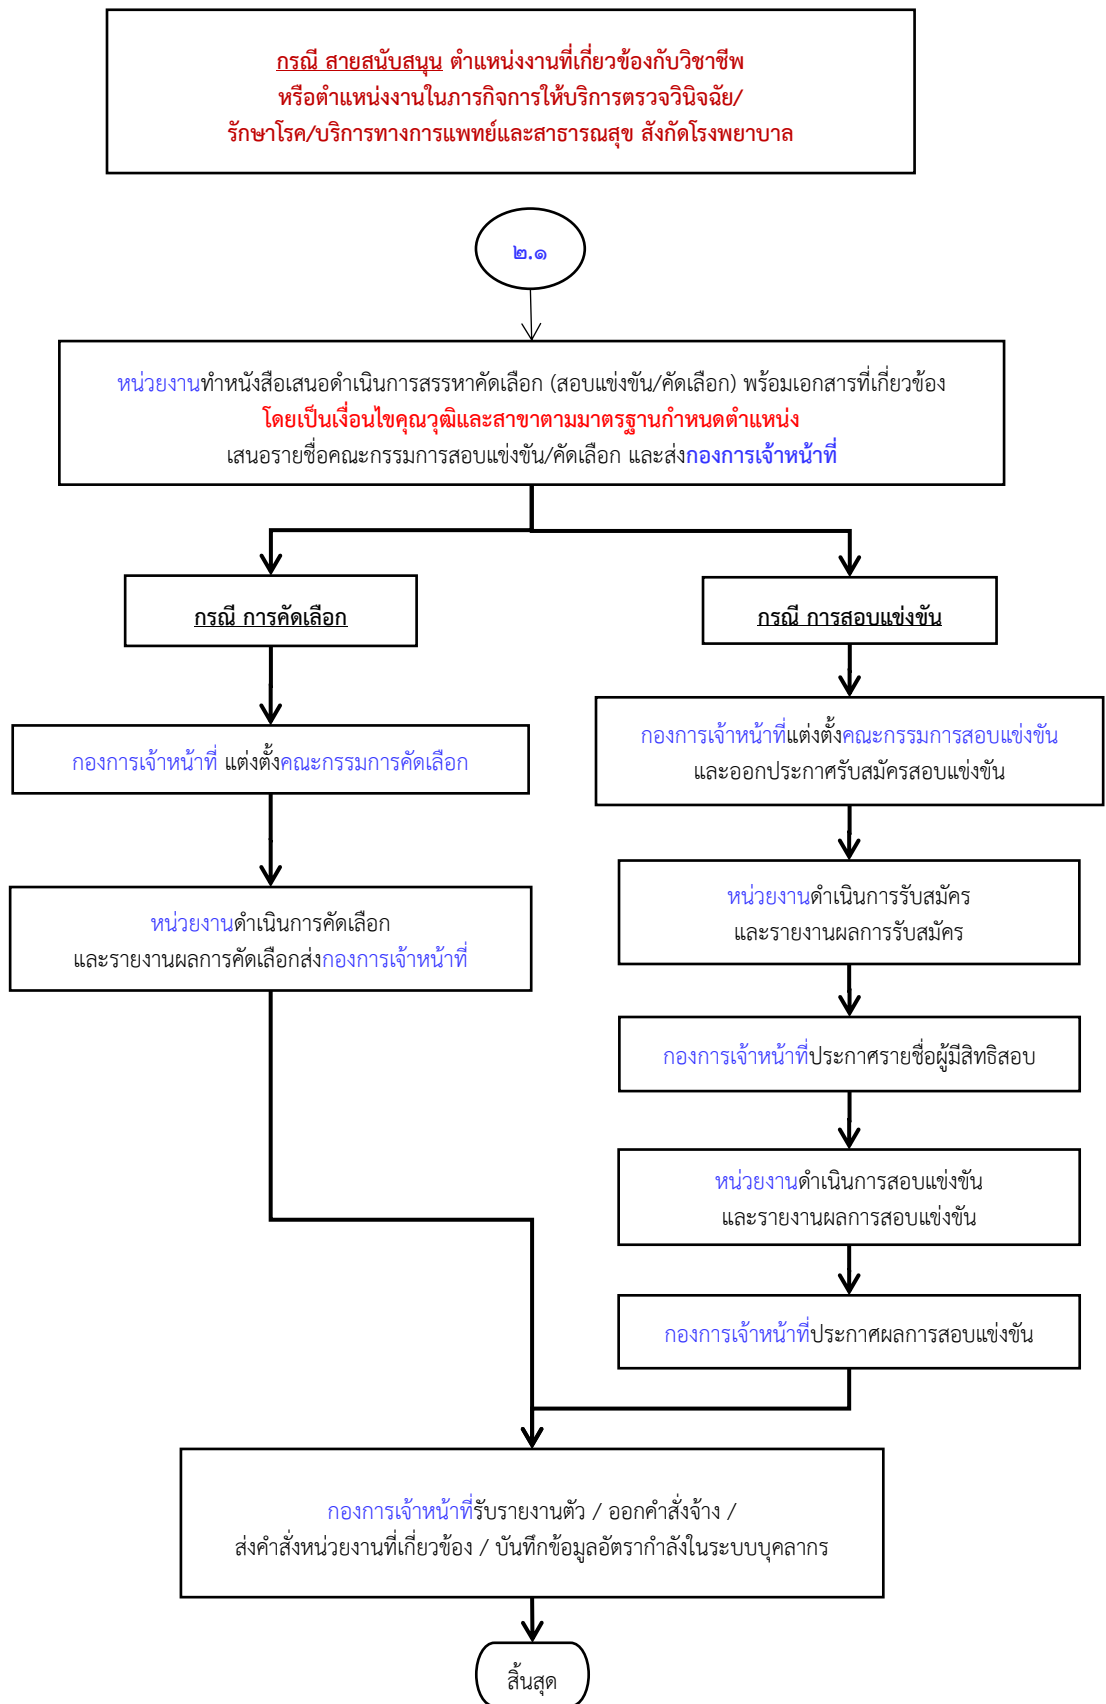 กรณี สายสนับสนุน ตำแหน่งงานที่เกี่ยวข้องกับวิชาชีพ
หรือตำแหน่งงานในภารกิจการให้บริการตรวจวินิจฉัย/
รักษาโรค/บริการทางการแพทย์และสาธารณสุข สังกัดโรงพยาบาล
๒.๑
หน่วยงานทำหนังสือเสนอดำเนินการสรรหาคัดเลือก (สอบแข่งขัน/คัดเลือก) พร้อมเอกสารที่เกี่ยวข้อง
โดยเป็นเงื่อนไขคุณวุฒิและสาขาตามมาตรฐานกำหนดตำแหน่ง
เสนอรายชื่อคณะกรรมการสอบแข่งขัน/คัดเลือก และส่งกองการเจ้าหน้าที่
กรณี การคัดเลือก
กองการเจ้าหน้าที่ แต่งตั้งคณะกรรมการคัดเลือก
หน่วยงานดำเนินการคัดเลือก
และรายงานผลการคัดเลือกส่งกองการเจ้าหน้าที่
กรณี การสอบแข่งขัน
กองการเจ้าหน้าที่แต่งตั้งคณะกรรมการสอบแข่งขัน
และออกประกาศรับสมัครสอบแข่งขัน
หน่วยงานดำเนินการรับสมัคร
และรายงานผลการรับสมัคร
กองการเจ้าหน้าที่ประกาศรายชื่อผู้มีสิทธิสอบ
หน่วยงานดำเนินการสอบแข่งขัน
และรายงานผลการสอบแข่งขัน
กองการเจ้าหน้าที่ประกาศผลการสอบแข่งขัน
กองการเจ้าหน้าที่รับรายงานตัว / ออกคำสั่งจ้าง /
ส่งคำสั่งหน่วยงานที่เกี่ยวข้อง / บันทึกข้อมูลอัตรากำลังในระบบบุคลากร
สิ้นสุด